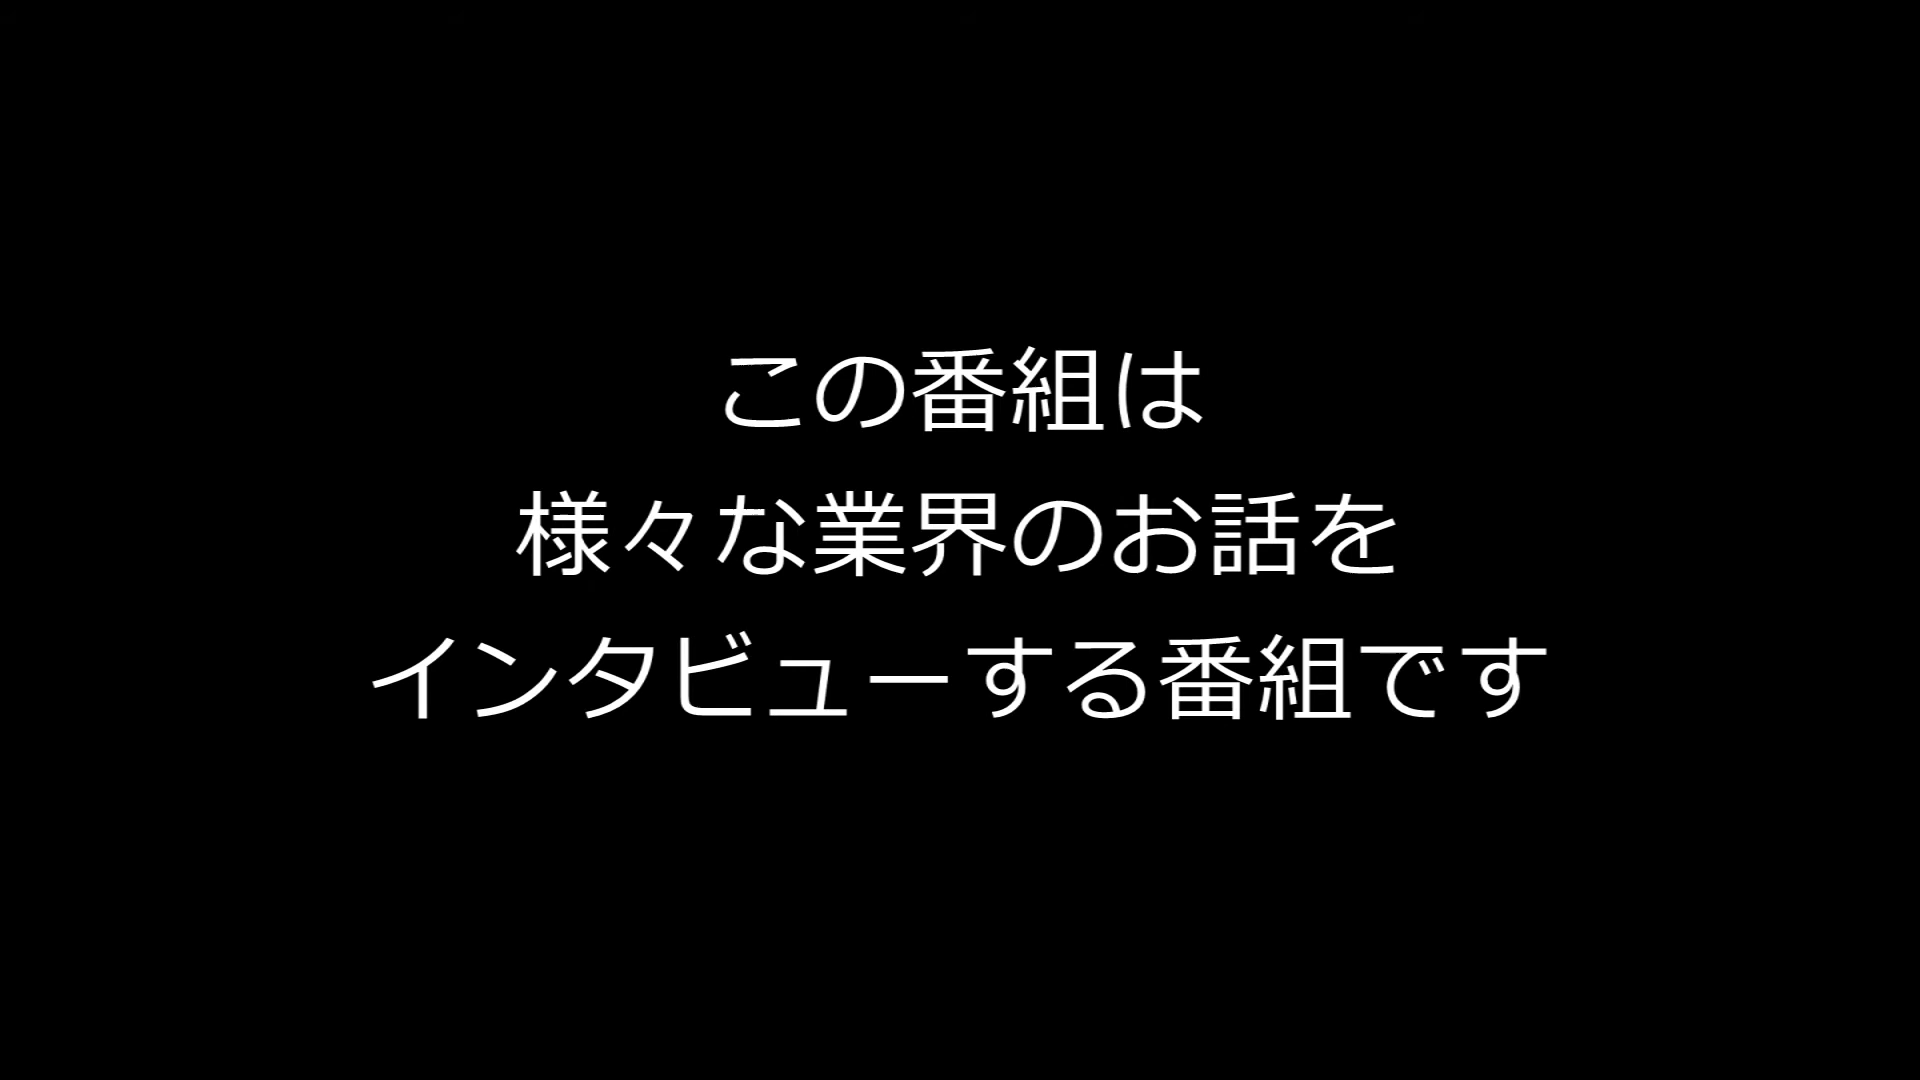 この番組は
様々な業界のお話を
インタビューする番組です